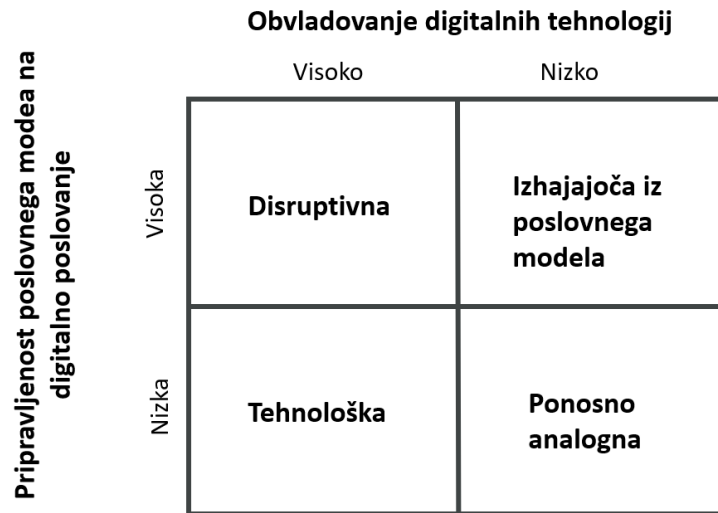 Obvladovanje digitalnih tehnologij
Visoko
Nizko
Pripravljenost poslovnega modea na
digitalno poslovanje
Visoka
Disruptivna
Izhajajoča iz
poslovnega
modela
Nizka
Tehnološka
Ponosno
analogna